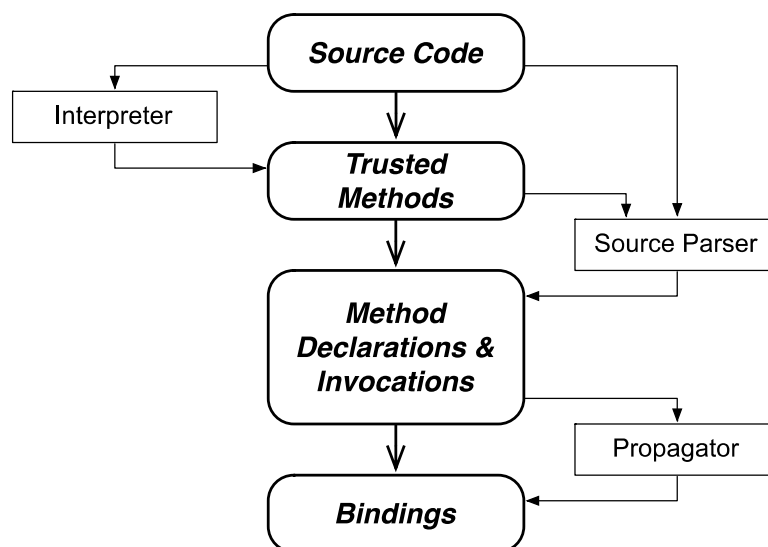 Source Code
Interpreter
Trusted
Methods
Source Parser
Method
Declarations &
Invocations
Propagator
Bindings